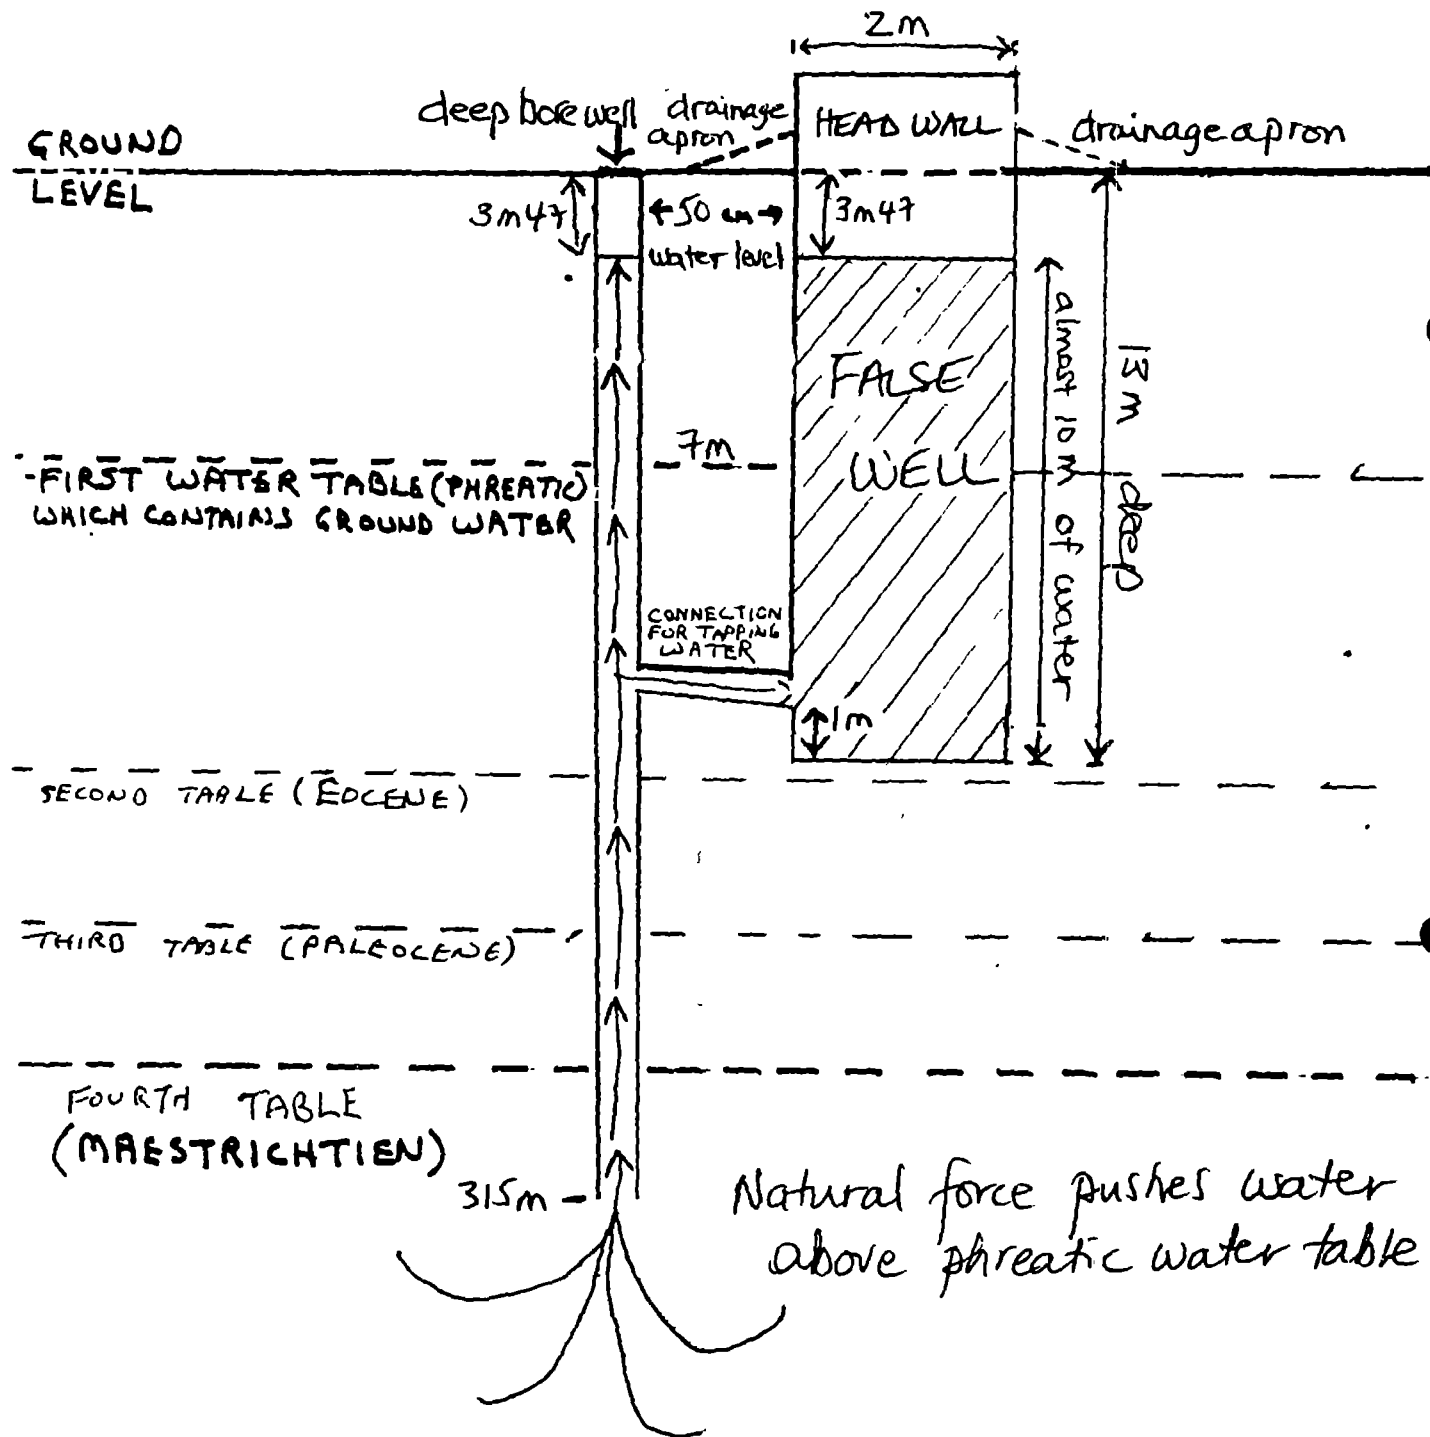 2m
deep bore well
drainage
apron
HEAD WALL
drainage apron
GROUND
LEVEL
3m47
50 cm
3m47
water level
almost 10 m of water
13m deep
FALSE
WELL
7m
-FIRST WATER TABLE (PHREATIC)
WHICH CONTAINS GROUND WATER
CONNECTION
FOR TAPPING
WATER
1m
SECOND TABLE (EOCENE)
THIRD TABLE (PALEOCENE)
FOURTH TABLE
(MAESTRICHTIEN)
315m -
Natural force pushes water
above phreatic water table